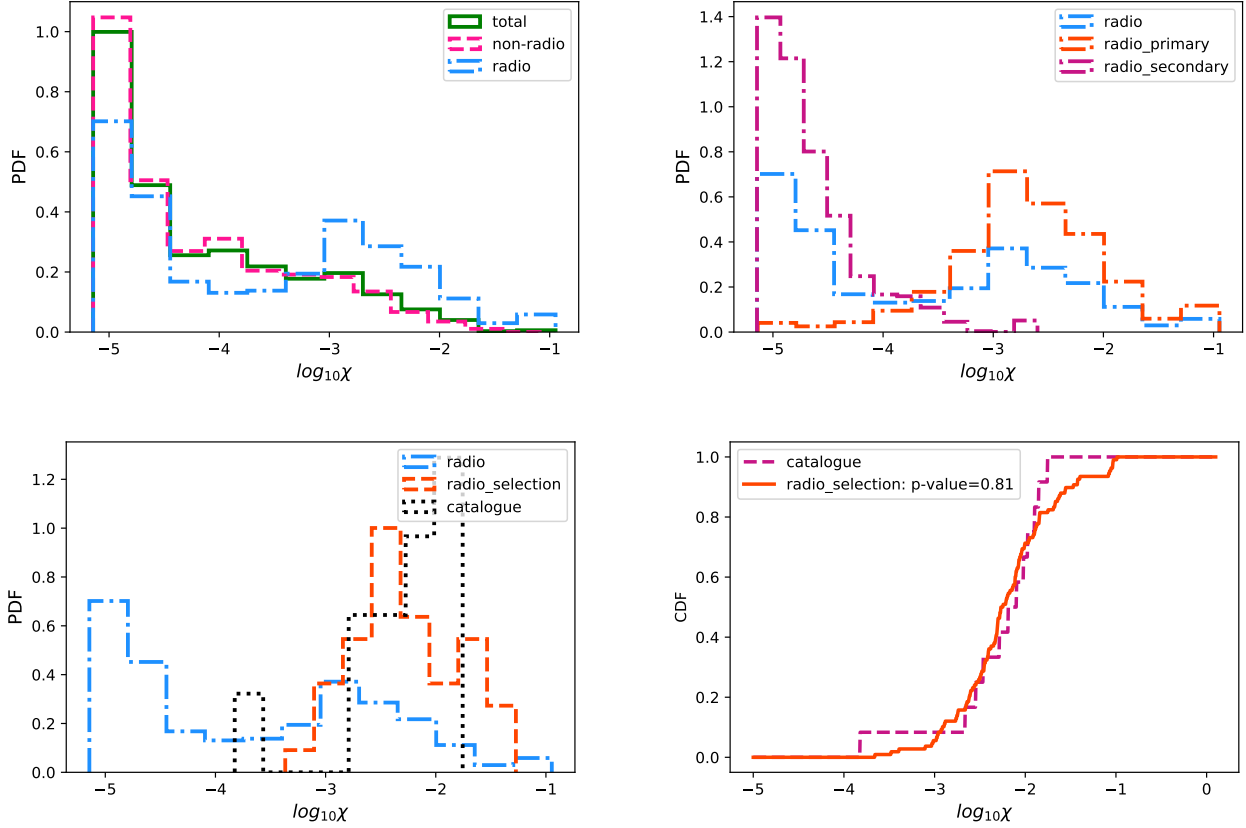 1.0
0.8
0.6
0.4
0.2
0.0
PDF
−5
−4
−3
−2
−1
log10χ
total
non-radio
radio
1.4
1.2
1.0
0.8
0.6
0.4
0.2
0.0
PDF
−5
−4
−3
−2
−1
log10χ
radio
radio_primary
radio_secondary
1.2
1.0
0.8
0.6
0.4
0.2
0.0
PDF
−5
−4
−3
−2
−1
log10χ
radio
radio_selection
catalogue
1.0
0.8
0.6
0.4
0.2
0.0
CDF
−5
−4
−3
−2
−1
0
log10χ
catalogue
radio_selection: p-value=0.81